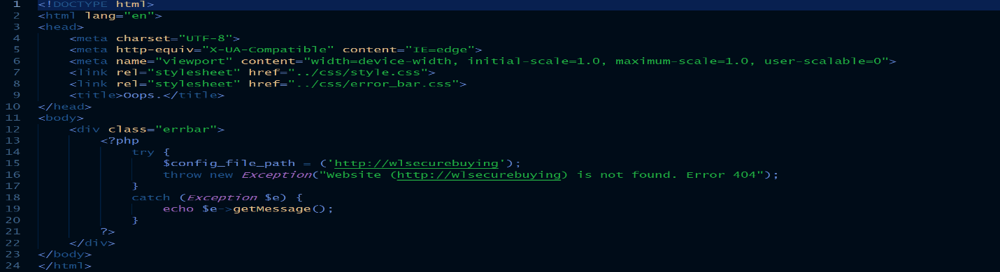 1 <!DOCTYPE html>
2 <html lang="en">
3 <head>
4 <meta charset="UTF-8">
5 <meta http-equiv="X-UA-Compatible" content="IE=edge">
6 <meta name="viewport" content="width=device-width, initial-scale=1.0, maximum-scale=1.0, user-scalable=0">
7 <link rel="stylesheet" href="../css/style.css">
8 <link rel="stylesheet" href="../css/error_bar.css">
9 <title>Oops.</title>
10 </head>
11 <body>
12 <div class="errbar">
13 <?php
14 try {
15 $config_file_path = ('http://wlsecurebuying');
16 throw new Exception("Website (http://wlsecurebuying) is not found. Error 404");
17 }
18 catch (Exception $e) {
19 echo $e->getMessage();
20 }
21 ?>
22 </div>
23 </body>
24 </html>